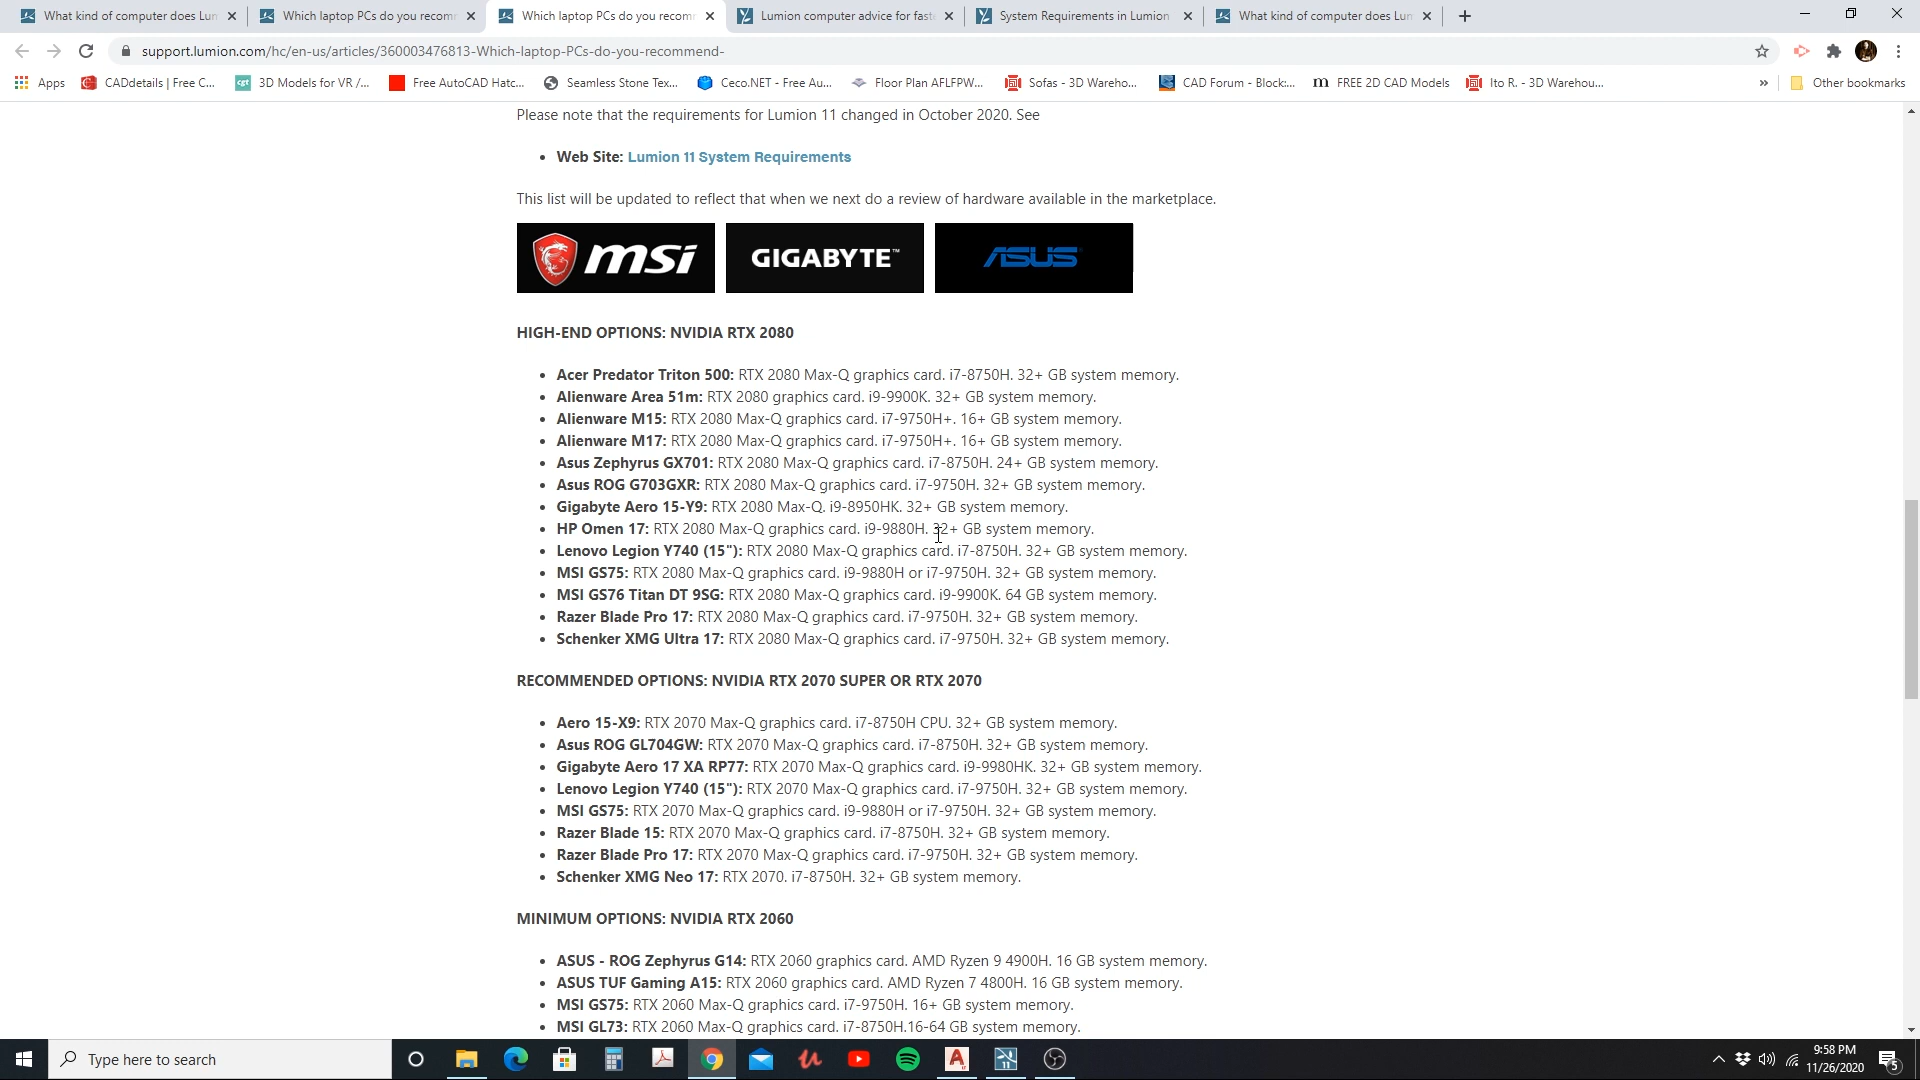 What kind of computer does Lun
Which laptop PCs do you recomm
Which laptop PCs do you recomm
Lumion computer advice for fast
System Requirements in Lumion
What kind of computer does Lun
support.lumion.com/hc/en-us/articles/360003476813-Which-laptop-PCs-do-you-recommend-
Apps
CADdetails | Free C...
cgt
3D Models for VR /...
Free AutoCAD Hatc...
Seamless Stone Tex...
Ceco.NET - Free Au...
Floor Plan AFLFPW...
Sofas - 3D Wareho...
CAD Forum - Block:...
m
FREE 2D CAD Models
Ito R. - 3D Warehou...
»
Other bookmarks
Please note that the requirements for Lumion 11 changed in October 2020. See
• Web Site: Lumion 11 System Requirements
This list will be updated to reflect that when we next do a review of hardware available in the marketplace.
msi
GIGABYTE™
ASUS
HIGH-END OPTIONS: NVIDIA RTX 2080
• Acer Predator Triton 500: RTX 2080 Max-Q graphics card. i7-8750H. 32+ GB system memory.
• Alienware Area 51m: RTX 2080 graphics card. i9-9900K. 32+ GB system memory.
• Alienware M15: RTX 2080 Max-Q graphics card. i7-9750H+. 16+ GB system memory.
• Alienware M17: RTX 2080 Max-Q graphics card. i7-9750H+. 16+ GB system memory.
• Asus Zephyrus GX701: RTX 2080 Max-Q graphics card. i7-8750H. 24+ GB system memory.
• Asus ROG G703GXR: RTX 2080 Max-Q graphics card. i7-9750H. 32+ GB system memory.
• Gigabyte Aero 15-Y9: RTX 2080 Max-Q. i9-8950HK. 32+ GB system memory.
• HP Omen 17: RTX 2080 Max-Q graphics card. i9-9880H. 32+ GB system memory.
• Lenovo Legion Y740 (15"): RTX 2080 Max-Q graphics card. i7-8750H. 32+ GB system memory.
• MSI GS75: RTX 2080 Max-Q graphics card. i9-9880H or i7-9750H. 32+ GB system memory.
• MSI GS76 Titan DT 9SG: RTX 2080 Max-Q graphics card. i9-9900K. 64 GB system memory.
• Razer Blade Pro 17: RTX 2080 Max-Q graphics card. i7-9750H. 32+ GB system memory.
• Schenker XMG Ultra 17: RTX 2080 Max-Q graphics card. i7-9750H. 32+ GB system memory.
RECOMMENDED OPTIONS: NVIDIA RTX 2070 SUPER OR RTX 2070
• Aero 15-X9: RTX 2070 Max-Q graphics card. i7-8750H CPU. 32+ GB system memory.
• Asus ROG GL704GW: RTX 2070 Max-Q graphics card. i7-8750H. 32+ GB system memory.
• Gigabyte Aero 17 XA RP77: RTX 2070 Max-Q graphics card. i9-9980HK. 32+ GB system memory.
• Lenovo Legion Y740 (15"): RTX 2070 Max-Q graphics card. i7-9750H. 32+ GB system memory.
• MSI GS75: RTX 2070 Max-Q graphics card. i9-9880H or i7-9750H. 32+ GB system memory.
• Razer Blade 15: RTX 2070 Max-Q graphics card. i7-8750H. 32+ GB system memory.
• Razer Blade Pro 17: RTX 2070 Max-Q graphics card. i7-9750H. 32+ GB system memory.
• Schenker XMG Neo 17: RTX 2070. i7-8750H. 32+ GB system memory.
MINIMUM OPTIONS: NVIDIA RTX 2060
• ASUS - ROG Zephyrus G14: RTX 2060 graphics card. AMD Ryzen 9 4900H. 16 GB system memory.
• ASUS TUF Gaming A15: RTX 2060 graphics card. AMD Ryzen 7 4800H. 16 GB system memory.
• MSI GS75: RTX 2060 Max-Q graphics card. i7-9750H. 16+ GB system memory.
• MSI GL73: RTX 2060 Max-Q graphics card. i7-8750H.16-64 GB system memory.
Type here to search
9:58 PM
11/26/2020
5